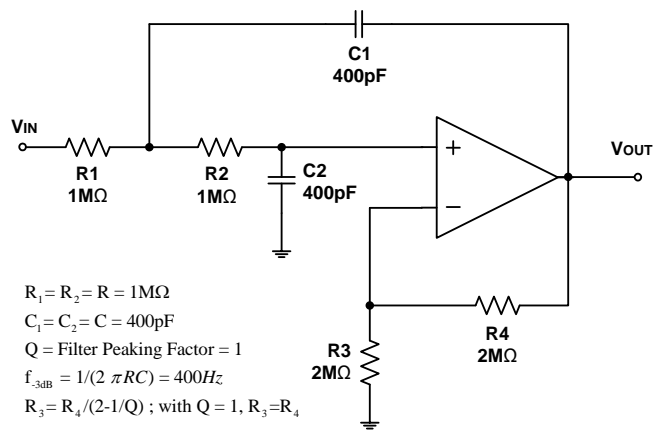 C1
400pF
VIN
VOUT
R1
1MΩ
R2
1MΩ
C2
400pF
+
−
R4
2MΩ
R3
2MΩ
R1= R2= R = 1MΩ
C1= C2= C = 400pF
Q = Filter Peaking Factor = 1
f-3dB = 1/(2 πRC) = 400Hz
R3= R4/(2-1/Q) ; with Q = 1, R3=R4